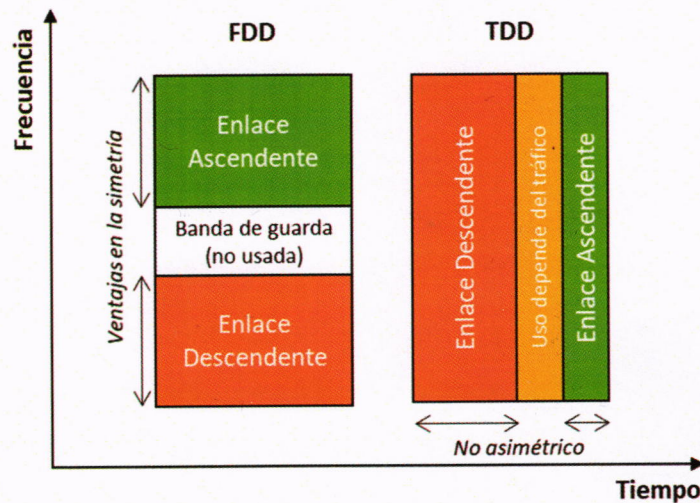 FDD
TDD
Frecuencia
Ventajas en la simetría
Enlace
Ascendente
Banda de guarda
(no usada)
Enlace
Descendente
Enlace Descendente
Uso depende del tráfico
Enlace Ascendente
No asimétrico
Tiempo